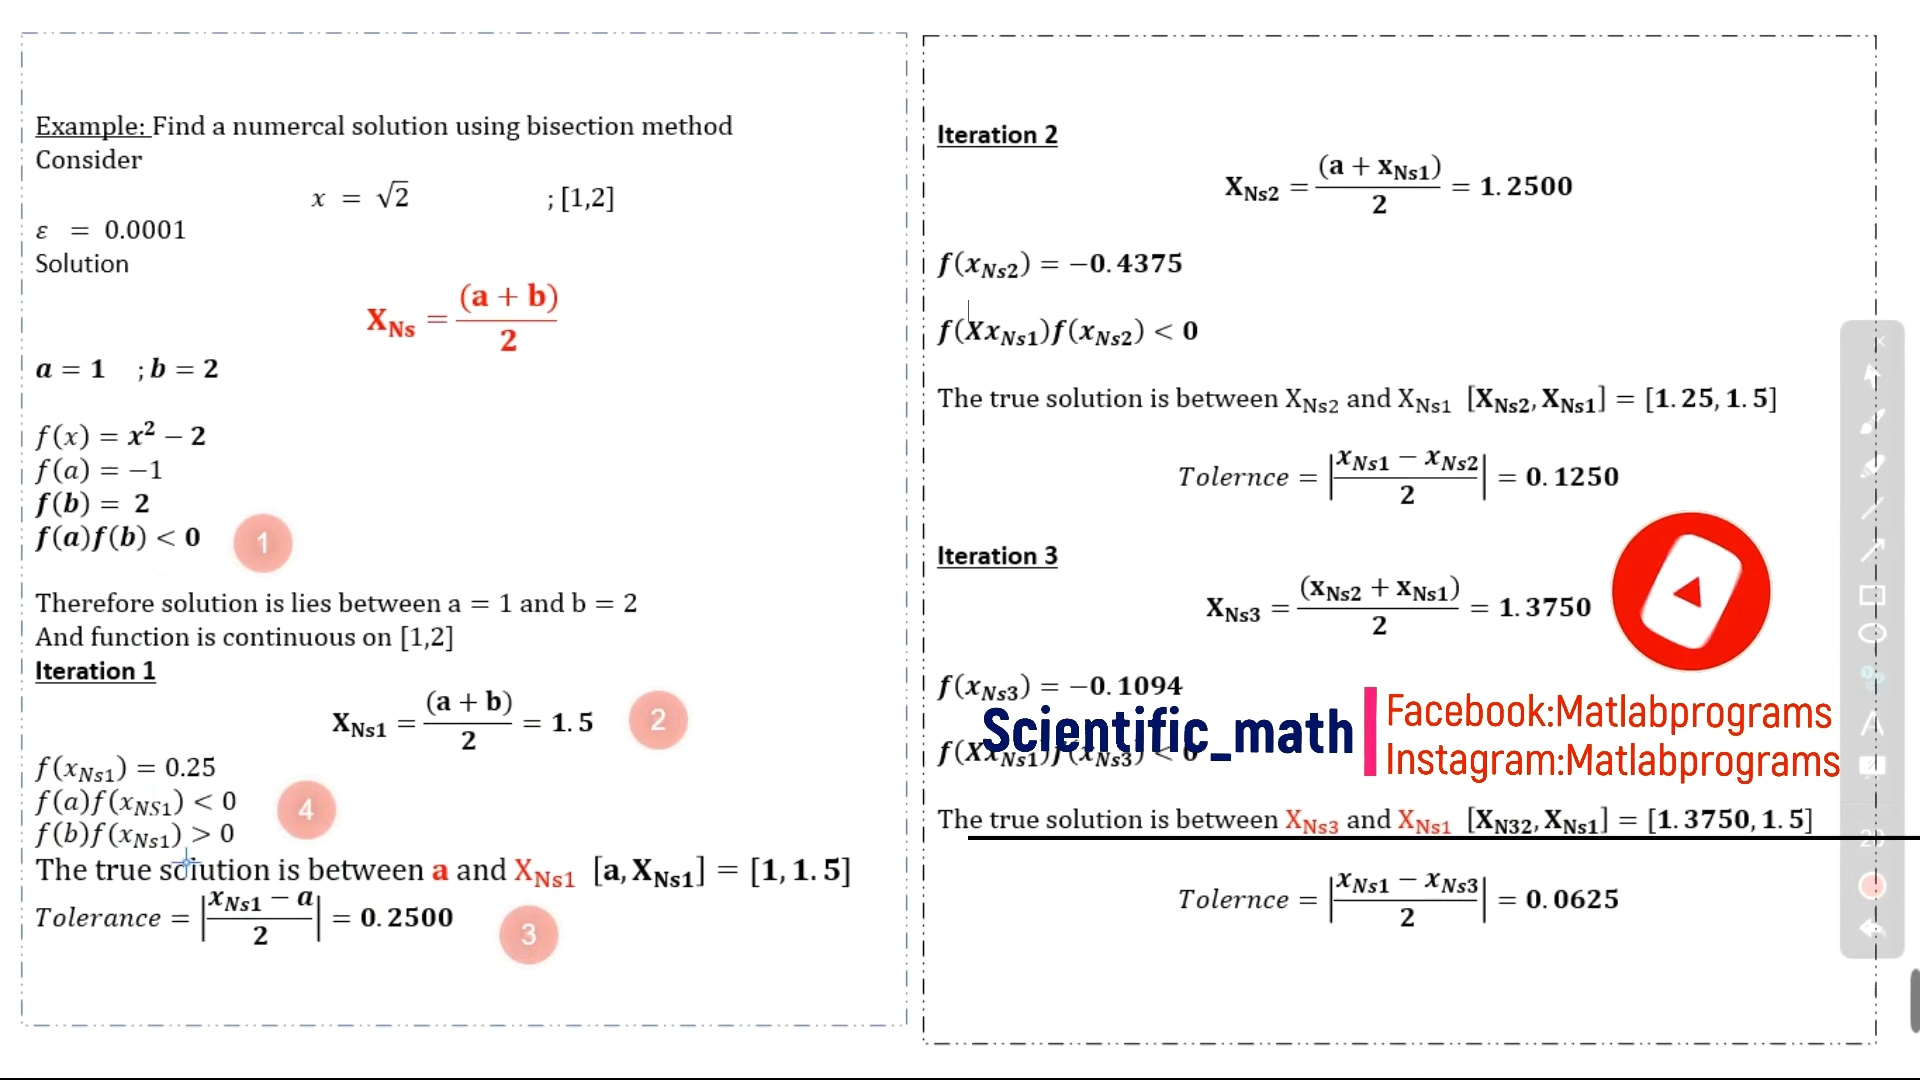 Example: Find a numercal solution using bisection method
Consider
x = √2 ; [1,2]
ε = 0.0001
Solution
X_Ns = (a + b)/2
a = 1 ; b = 2
f(x) = x² − 2
f(a) = −1
f(b) = 2
f(a)f(b) < 0
1
Therefore solution is lies between a = 1 and b = 2
And function is continuous on [1,2]
Iteration 1
X_Ns1 = (a + b)/2 = 1.5
2
f(x_Ns1) = 0.25
f(a)f(x_NS1) < 0
4
f(b)f(x_Ns1) > 0
The true solution is between a and X_Ns1 [a, X_Ns1] = [1, 1.5]
Tolerance = |(x_Ns1 − a)/2| = 0.2500
3
Iteration 2
X_Ns2 = (a + x_Ns1)/2 = 1.2500
f(x_Ns2) = −0.4375
f(Xx_Ns1)f(x_Ns2) < 0
The true solution is between X_Ns2 and X_Ns1 [X_Ns2, X_Ns1] = [1.25, 1.5]
Tolernce = |(x_Ns1 − x_Ns2)/2| = 0.1250
Iteration 3
X_Ns3 = (x_Ns2 + x_Ns1)/2 = 1.3750
f(x_Ns3) = −0.1094
Scientific_math
Facebook:Matlabprograms
Instagram:Matlabprograms
f(Xx_Ns1)f(x_Ns3) < 0
The true solution is between X_Ns3 and X_Ns1 [X_N32, X_Ns1] = [1.3750, 1.5]
Tolernce = |(x_Ns1 − x_Ns3)/2| = 0.0625